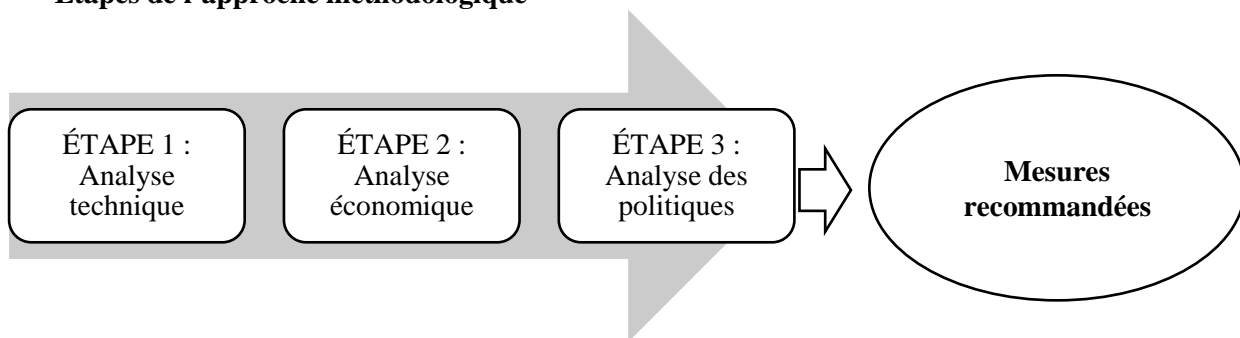 Étapes de l'approche méthodologique
ÉTAPE 1 :
Analyse
technique
ÉTAPE 2 :
Analyse
économique
ÉTAPE 3 :
Analyse des
politiques
Mesures
recommandées